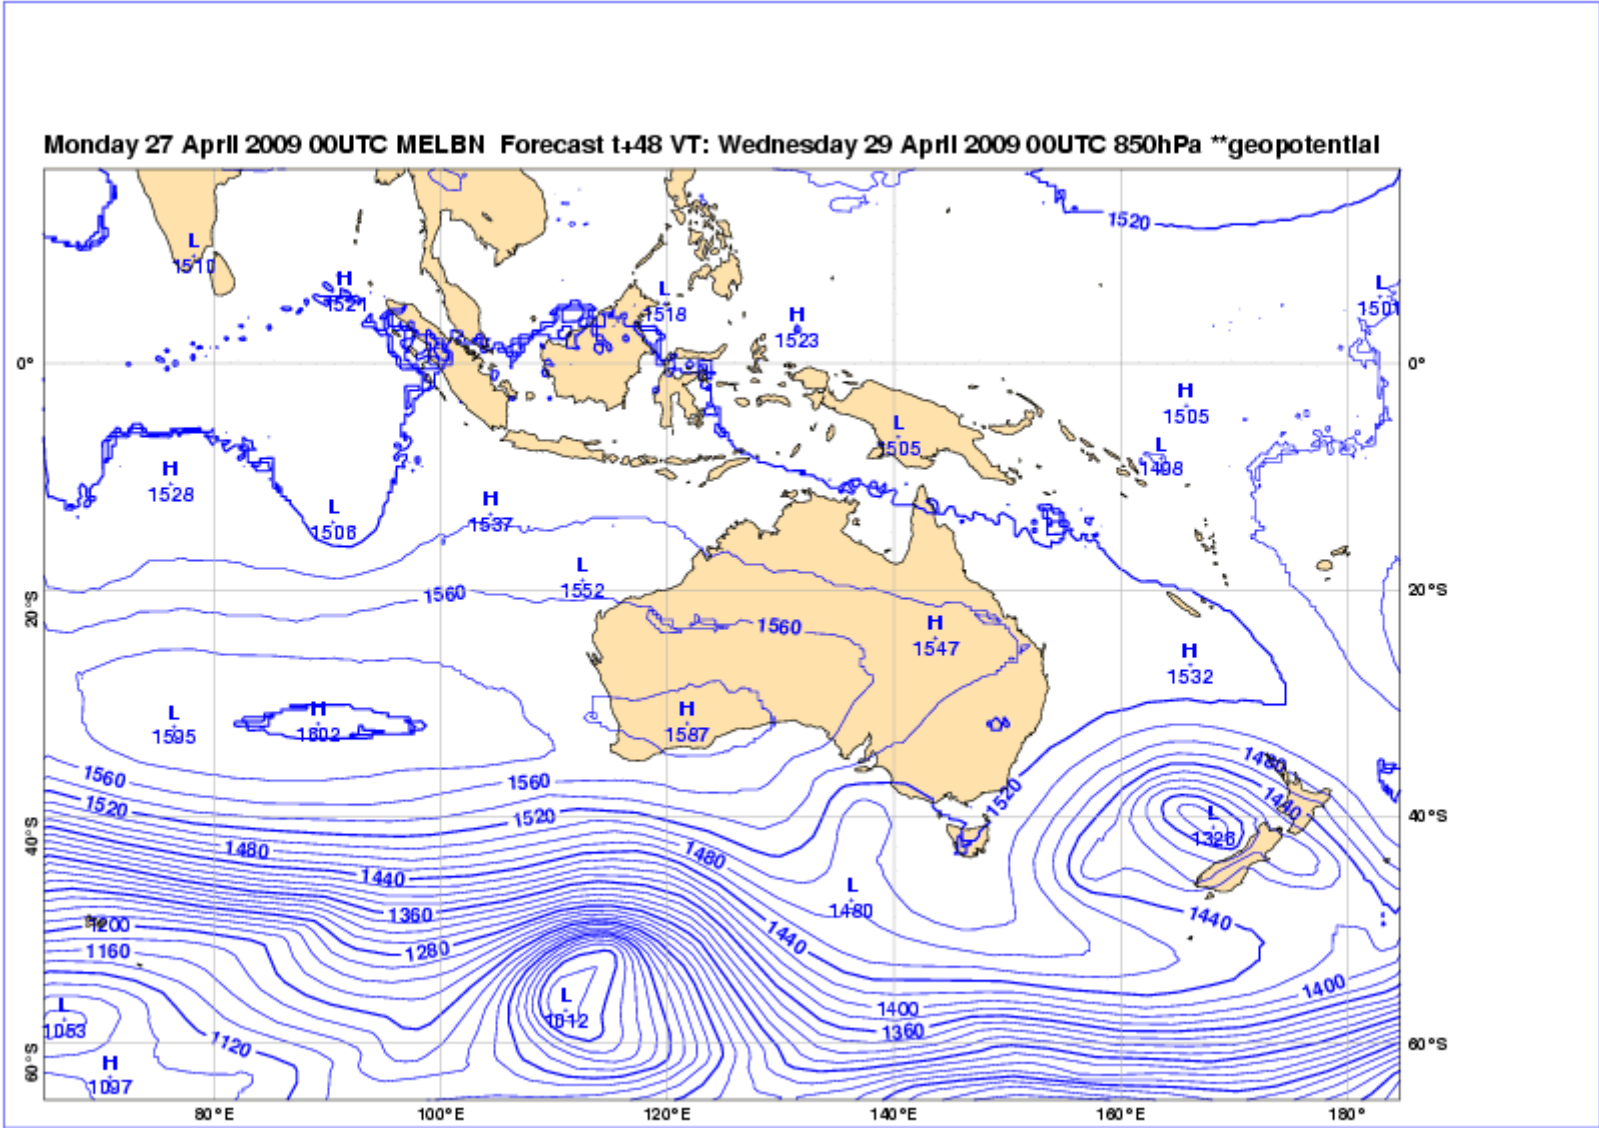 Monday 27 April 2009 00UTC MELBN Forecast t+48 VT: Wednesday 29 April 2009 00UTC 850hPa **geopotential
1520
L
1510
H
1521
L
1518
H
1523
L
1501
0°
0°
H
1505
L
1505
L
1498
H
1528
H
1537
L
1506
L
1552
1560
20°S
20°S
1560
H
1547
H
1532
L
1595
H
1602
H
1587
1560
1560
1480
1520
1520
1520
1440
L
1326
40°S
40°S
1480
1480
1440
L
1480
1360
1440
1440
1200
1280
1160
1400
L
1053
L
1012
1400
1360
1120
60°S
60°S
H
1097
80°E
100°E
120°E
140°E
160°E
180°